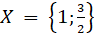 X = {1; 3/2}